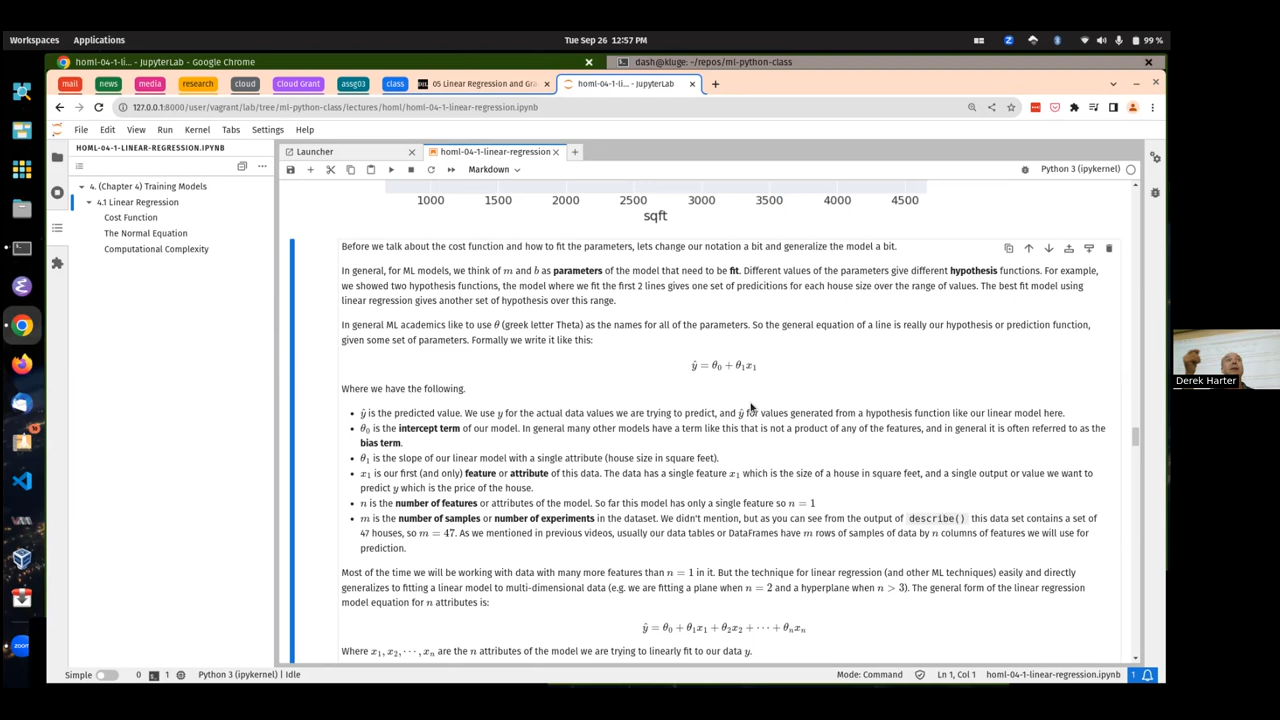 Workspaces Applications Tue Sep 26 12:57 PM 99 %
homl-04-1-li... - JupyterLab - Google Chrome dash@kluge: ~/repos/ml-python-class
mail news media research cloud Cloud Grant assg03 class 05 Linear Regression and Gr homl-04-1-li... - JupyterLab
127.0.0.1:8000/user/vagrant/lab/tree/ml-python-class/lectures/homl/homl-04-1-linear-regression.ipynb
File Edit View Run Kernel Tabs Settings Help
HOML-04-1-LINEAR-REGRESSION.IPYNB
Launcher homl-04-1-linear-regression
Markdown Python 3 (ipykernel)
4. (Chapter 4) Training Models
4.1 Linear Regression
Cost Function
The Normal Equation
Computational Complexity
1000 1500 2000 2500 3000 3500 4000 4500
sqft
Before we talk about the cost function and how to fit the parameters, lets change our notation a bit and generalize the model a bit.
In general, for ML models, we think of m and b as parameters of the model that need to be fit. Different values of the parameters give different hypothesis functions. For example,
we showed two hypothesis functions, the model where we fit the first 2 lines gives one set of predicitions for each house size over the range of values. The best fit model using
linear regression gives another set of hypothesis over this range.
In general ML academics like to use θ (greek letter Theta) as the names for all of the parameters. So the general equation of a line is really our hypothesis or prediction function,
given some set of parameters. Formally we write it like this:
ŷ = θ₀ + θ₁x₁
Where we have the following.
• ŷ is the predicted value. We use y for the actual data values we are trying to predict, and ŷ for values generated from a hypothesis function like our linear model here.
• θ₀ is the intercept term of our model. In general many other models have a term like this that is not a product of any of the features, and in general it is often referred to as the
bias term.
• θ₁ is the slope of our linear model with a single attribute (house size in square feet).
• x₁ is our first (and only) feature or attribute of this data. The data has a single feature x₁ which is the size of a house in square feet, and a single output or value we want to
predict y which is the price of the house.
• n is the number of features or attributes of the model. So far this model has only a single feature so n = 1
• m is the number of samples or number of experiments in the dataset. We didn't mention, but as you can see from the output of describe() this data set contains a set of
47 houses, so m = 47. As we mentioned in previous videos, usually our data tables or DataFrames have m rows of samples of data by n columns of features we will use for
prediction.
Most of the time we will be working with data with many more features than n = 1 in it. But the technique for linear regression (and other ML techniques) easily and directly
generalizes to fitting a linear model to multi-dimensional data (e.g. we are fitting a plane when n = 2 and a hyperplane when n > 3). The general form of the linear regression
model equation for n attributes is:
ŷ = θ₀ + θ₁x₁ + θ₂x₂ + ⋯ + θₙxₙ
Where x₁, x₂, ⋯, xₙ are the n attributes of the model we are trying to linearly fit to our data y.
Derek Harter
zoom
Simple 0 1 Python 3 (ipykernel) | Idle Mode: Command Ln 1, Col 1 homl-04-1-linear-regression.ipynb 1